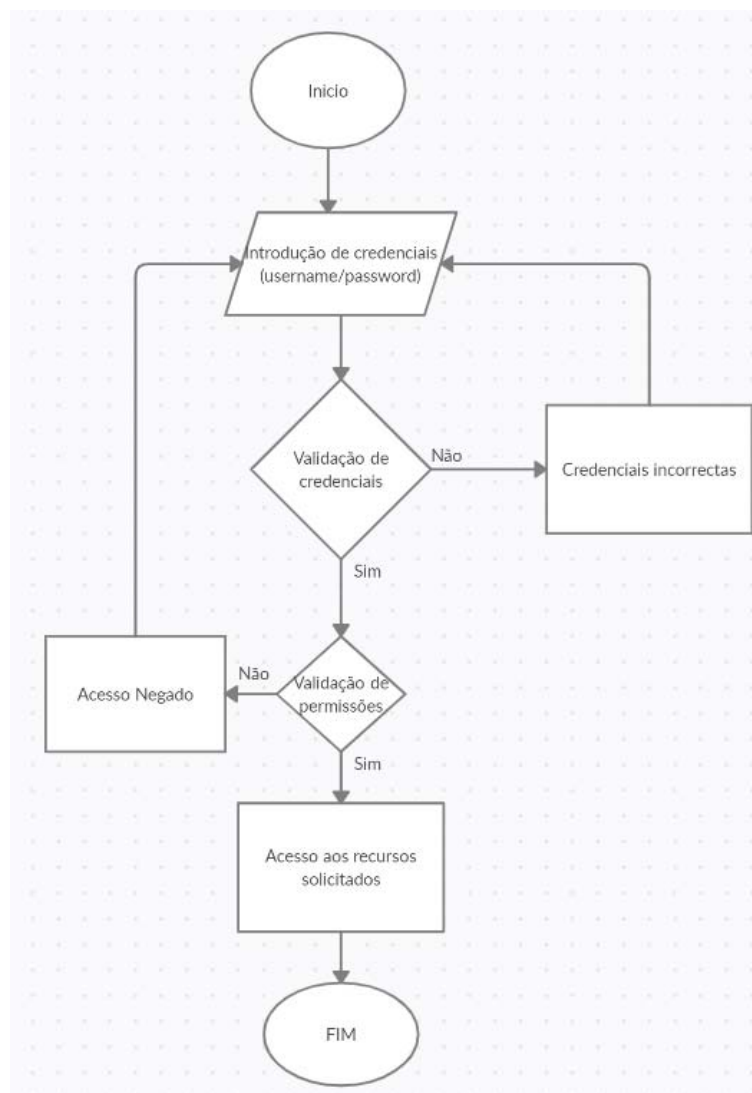 Inicio
Introdução de credenciais
(username/password)
Validação de
credenciais
Não
Credenciais incorrectas
Sim
Validação de
permissões
Não
Acesso Negado
Sim
Acesso aos recursos
solicitados
FIM